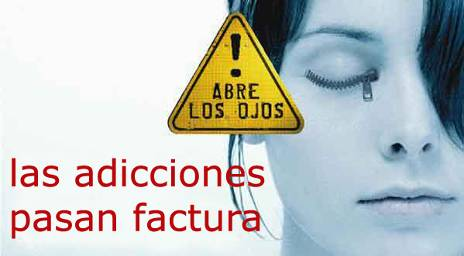 !
ABRE
LOS OJOS
las adicciones
pasan factura